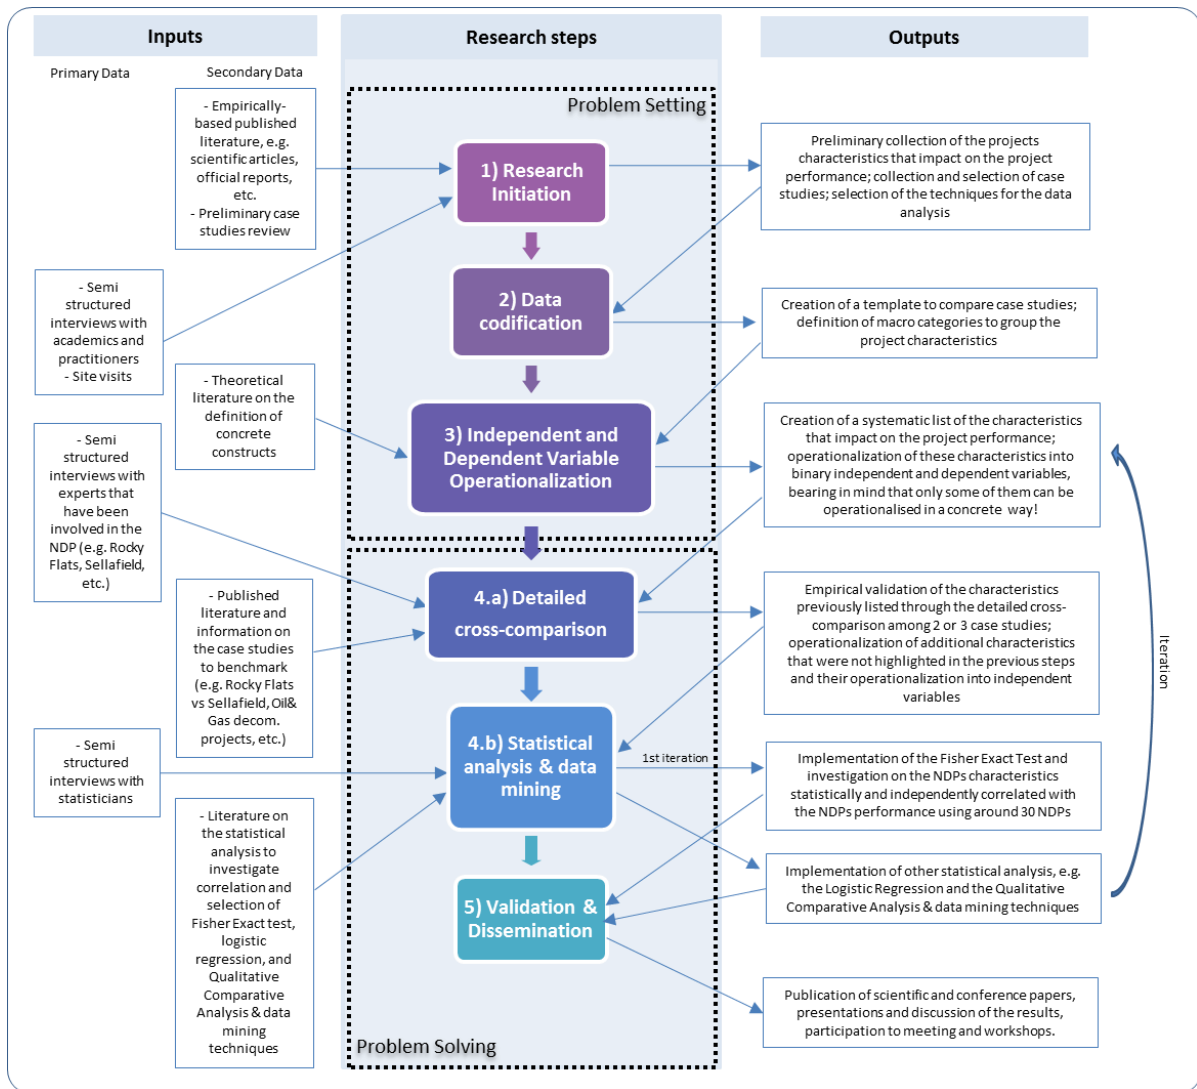 Inputs
Research steps
Outputs
Primary Data
Secondary Data
Problem Setting
- Empirically-
based published
literature, e.g.
scientific articles,
official reports,
etc.
- Preliminary case
studies review
1) Research
Initiation
Preliminary collection of the projects
characteristics that impact on the project
performance; collection and selection of case
studies; selection of the techniques for the data
analysis
- Semi
structured
interviews with
academics and
practitioners
- Site visits
2) Data
codification
Creation of a template to compare case studies;
definition of macro categories to group the
project characteristics
- Theoretical
literature on the
definition of
concrete
constructs
3) Independent and
Dependent Variable
Operationalization
Creation of a systematic list of the characteristics
that impact on the project performance;
operationalization of these characteristics into
binary independent and dependent variables,
bearing in mind that only some of them can be
operationalised in a concrete way!
- Semi
structured
interviews with
experts that
have been
involved in the
NDP (e.g. Rocky
Flats, Sellafield,
etc.)
4.a) Detailed
cross-comparison
Empirical validation of the characteristics
previously listed through the detailed cross-
comparison among 2 or 3 case studies;
operationalization of additional characteristics
that were not highlighted in the previous steps
and their operationalization into independent
variables
Iteration
- Published
literature and
information on
the case studies
to benchmark
(e.g. Rocky Flats
vs Sellafield, Oil&
Gas decom.
projects, etc.)
- Semi
structured
interviews with
statisticians
4.b) Statistical
analysis & data
mining
1st iteration
Implementation of the Fisher Exact Test and
investigation on the NDPs characteristics
statistically and independently correlated with
the NDPs performance using around 30 NDPs
- Literature on
the statistical
analysis to
investigate
correlation and
selection of
Fisher Exact test,
logistic
regression, and
Qualitative
Comparative
Analysis & data
mining
techniques
5) Validation &
Dissemination
Implementation of other statistical analysis, e.g.
the Logistic Regression and the Qualitative
Comparative Analysis & data mining techniques
Publication of scientific and conference papers,
presentations and discussion of the results,
participation to meeting and workshops.
Problem Solving